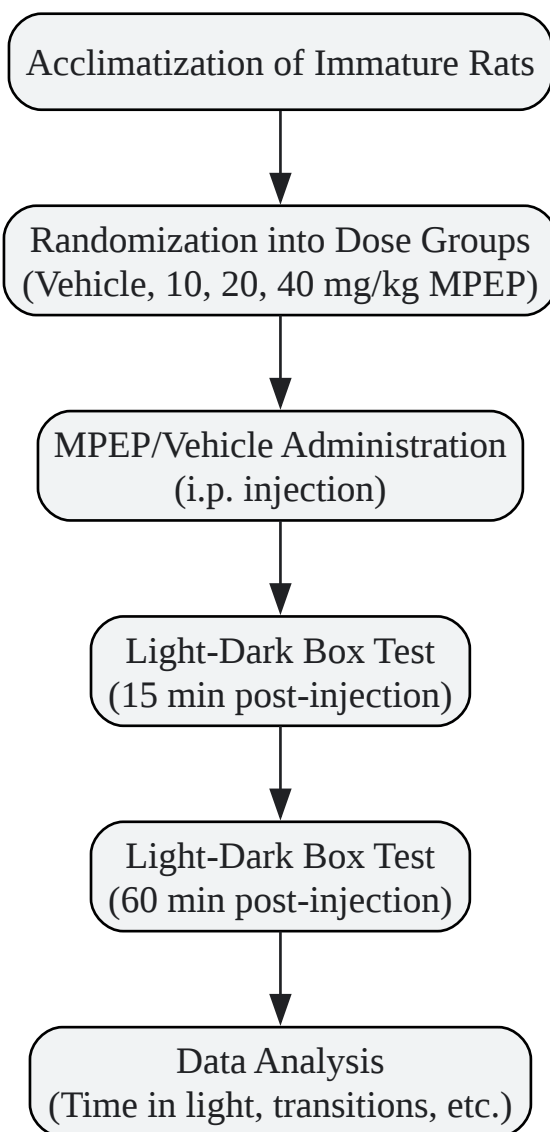 Acclimatization of Immature Rats
Randomization into Dose Groups
(Vehicle, 10, 20, 40 mg/kg MPEP)
MPEP/Vehicle Administration
(i.p. injection)
Light-Dark Box Test
(15 min post-injection)
Light-Dark Box Test
(60 min post-injection)
Data Analysis
(Time in light, transitions, etc.)